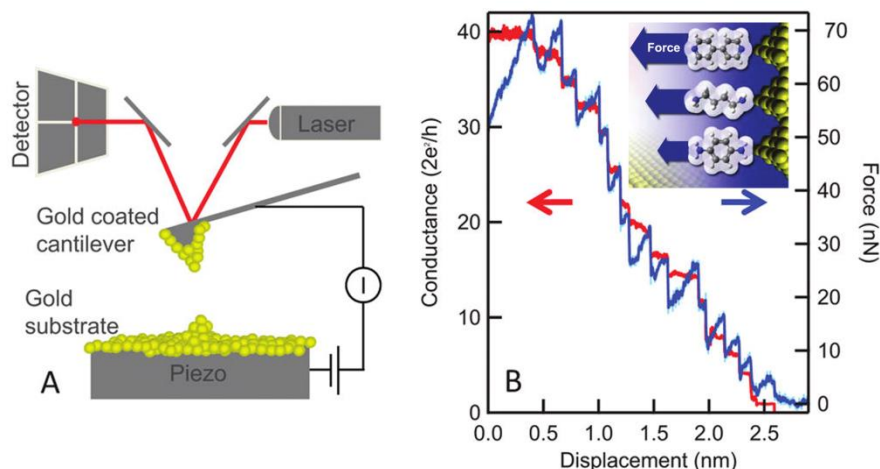 Detector
Laser
Gold coated
cantilever
I
Gold
substrate
Piezo
A
40
30
20
10
0
Conductance (2e²/h)
0.0 0.5 1.0 1.5 2.0 2.5
Displacement (nm)
B
Force
70
60
50
40
30
20
10
0
Force (nN)